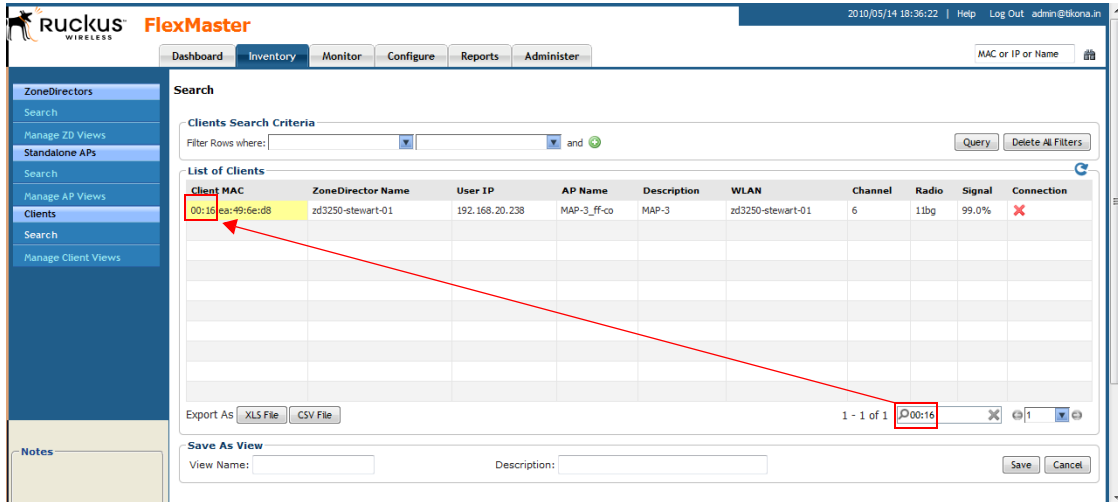 2010/05/14 18:36:22 | Help Log Out admin@tikona.in
Ruckus WIRELESS FlexMaster
Dashboard Inventory Monitor Configure Reports Administer MAC or IP or Name
ZoneDirectors
Search
Manage ZD Views
Standalone APs
Search
Manage AP Views
Clients
Search
Manage Client Views
Notes
Search
Clients Search Criteria
Filter Rows where: and Query Delete All Filters
List of Clients
Client MAC ZoneDirector Name User IP AP Name Description WLAN Channel Radio Signal Connection
00:16:ea:49:6e:d8 zd3250-stewart-01 192.168.20.238 MAP-3_ff-co MAP-3 zd3250-stewart-01 6 11bg 99.0%
Export As XLS File CSV File 1 - 1 of 1 00:16 1
Save As View
View Name: Description: Save Cancel